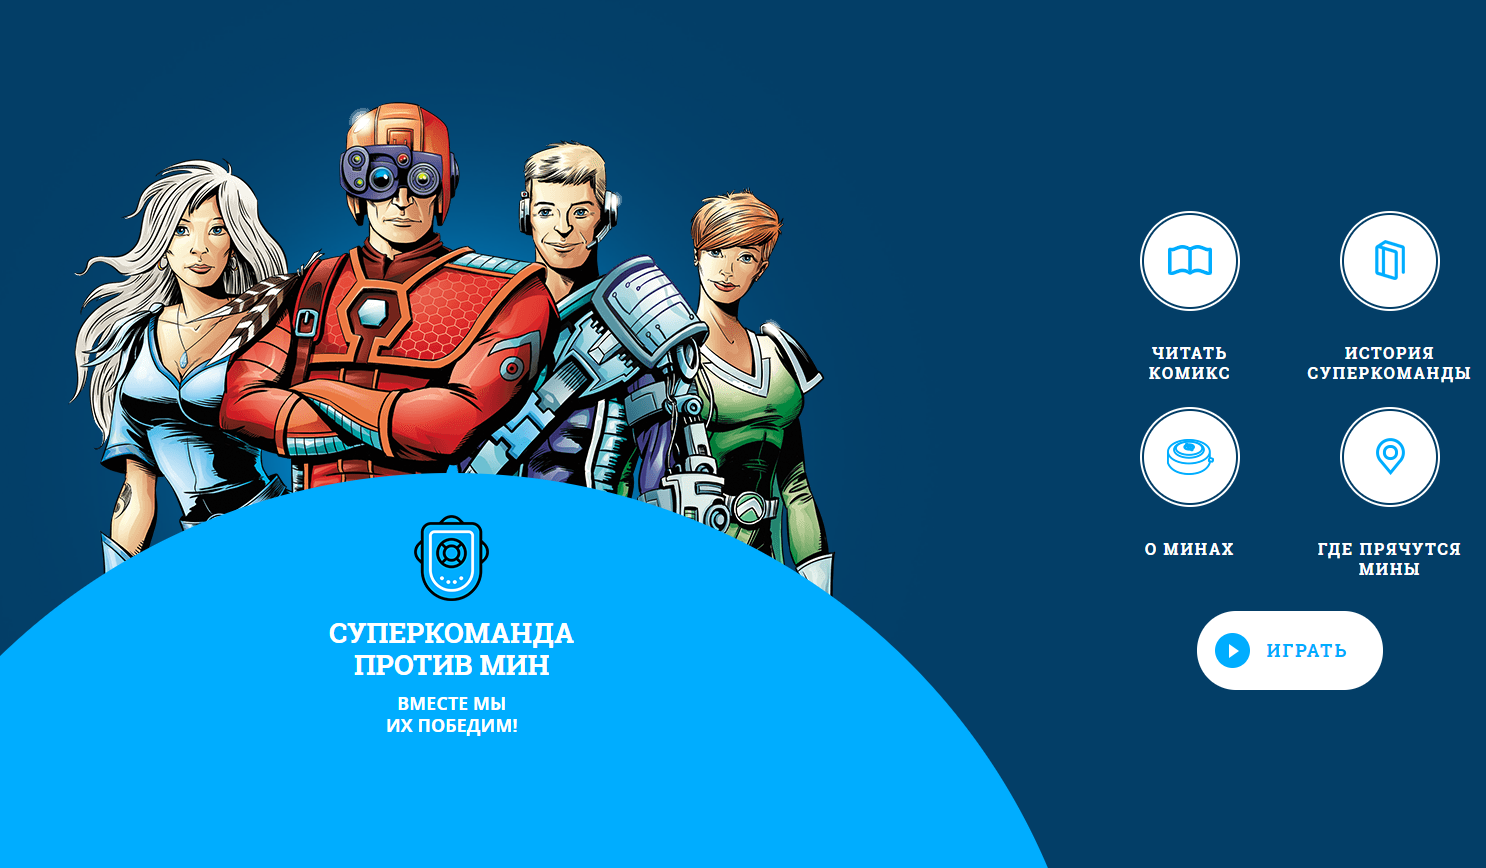 СУПЕРКОМАНДА
ПРОТИВ МИН
ВМЕСТЕ МЫ
ИХ ПОБЕДИМ!
ЧИТАТЬ
КОМИКС
ИСТОРИЯ
СУПЕРКОМАНДЫ
О МИНАХ
ГДЕ ПРЯЧУТСЯ
МИНЫ
ИГРАТЬ